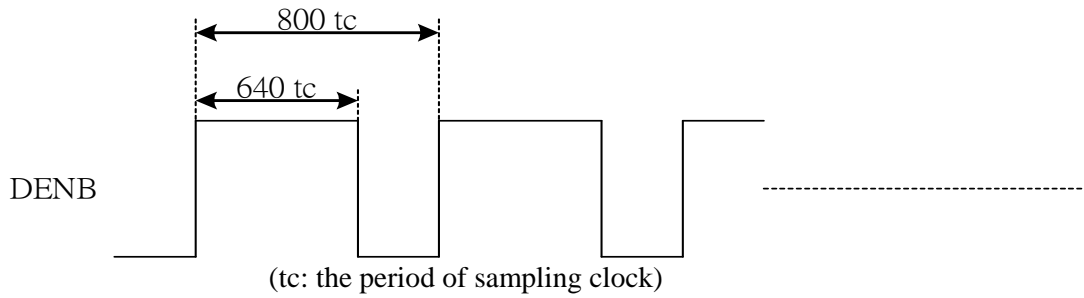 800 tc
640 tc
DENB
(tc: the period of sampling clock)